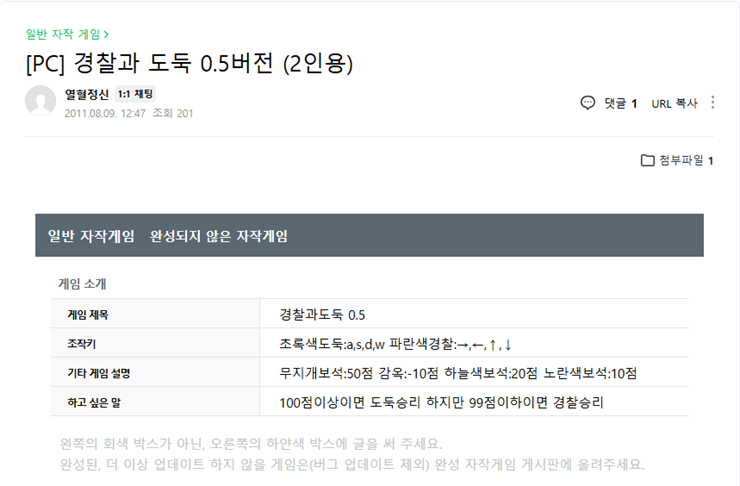 일반 자작 게임 >
[PC] 경찰과 도둑 0.5버전 (2인용)
열혈정신 1:1 채팅
2011.08.09. 12:47 조회 201
댓글 1 URL 복사
첨부파일 1
일반 자작게임 완성되지 않은 자작게임
게임 소개
게임 제목 경찰과도둑 0.5
조작키 초록색도둑:a,s,d,w 파란색경찰:→,←,↑,↓
기타 게임 설명 무지개보석:50점 감옥:-10점 하늘색보석:20점 노란색보석:10점
하고 싶은 말 100점이상이면 도둑승리 하지만 99점이하이면 경찰승리
왼쪽의 회색 박스가 아닌, 오른쪽의 하얀색 박스에 글을 써 주세요.
완성된, 더 이상 업데이트 하지 않을 게임은(버그 업데이트 제외) 완성 자작게임 게시판에 올려주세요.